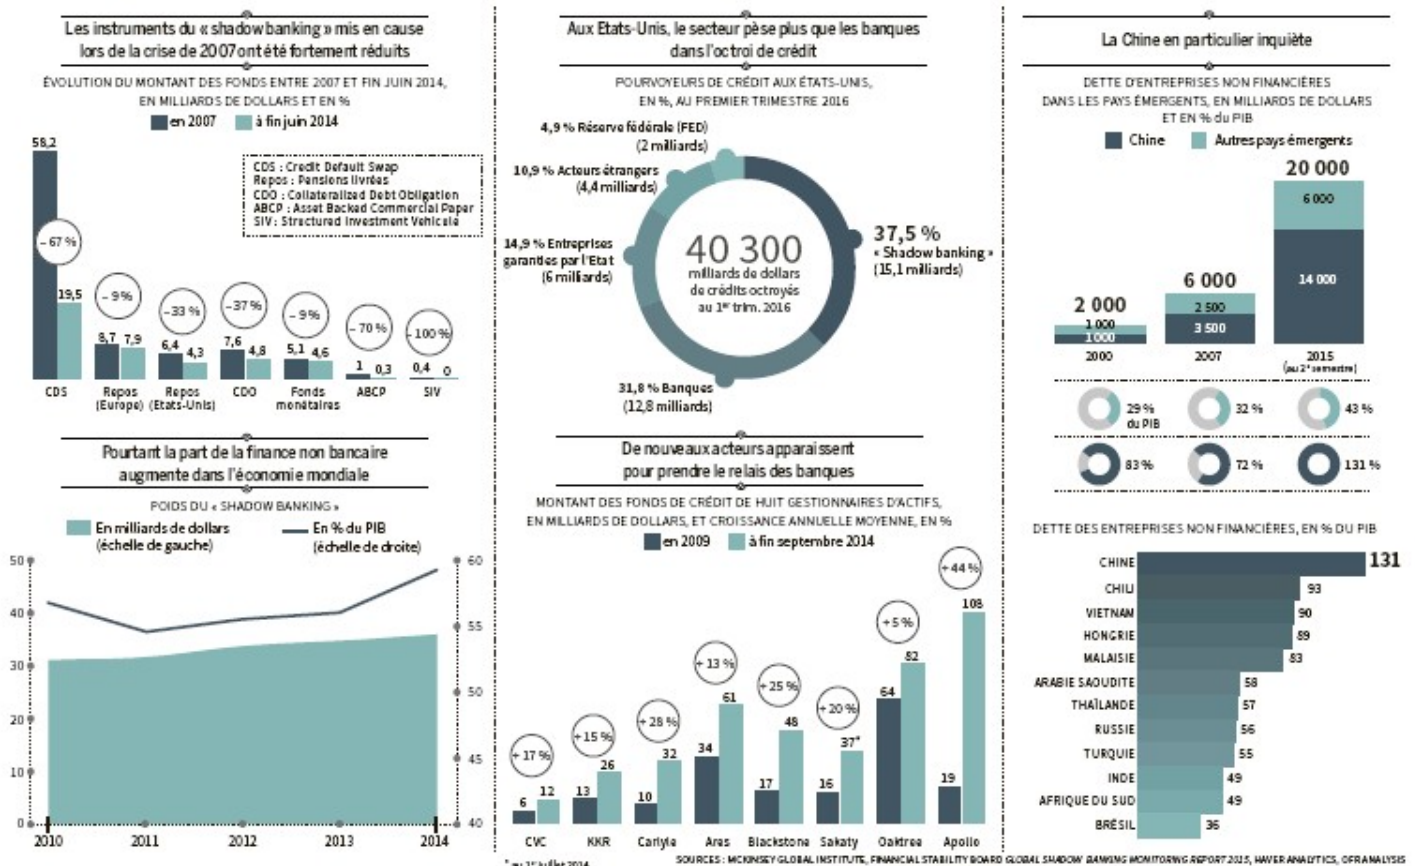 Les instruments du « shadow banking » mis en cause
lors de la crise de 2007 ont été fortement réduits
ÉVOLUTION DU MONTANT DES FONDS ENTRE 2007 ET FIN JUIN 2014,
EN MILLIARDS DE DOLLARS ET EN %
en 2007 à fin juin 2014
58,2
CDS : Credit Default Swap
Repos : Pensions livrées
CDO : Collateralized Debt Obligation
ABCP : Asset Backed Commercial Paper
SIV : Structured Investment Vehicule
– 67 %
19,5
– 9 %
8,7 7,9
– 33 %
6,4 4,3
– 37 %
7,6 4,8
– 9 %
5,1 4,6
– 70 %
1 0,3
– 100 %
0,4 0
CDS Repos Repos CDO Fonds ABCP SIV
(Europe) (Etats-Unis) monétaires
Pourtant la part de la finance non bancaire
augmente dans l'économie mondiale
POIDS DU « SHADOW BANKING »
En milliards de dollars En % du PIB
(échelle de gauche) (échelle de droite)
50 60
40 55
30 50
20
10 45
0 40
2010 2011 2012 2013 2014
Aux Etats-Unis, le secteur pèse plus que les banques
dans l'octroi de crédit
POURVOYEURS DE CRÉDIT AUX ÉTATS-UNIS,
EN %, AU PREMIER TRIMESTRE 2016
4,9 % Réserve fédérale (FED)
(2 milliards)
10,9 % Acteurs étrangers
(4,4 milliards)
14,9 % Entreprises
garanties par l'Etat
(6 milliards)
40 300
milliards de dollars
de crédits octroyés
au 1er trim. 2016
37,5 %
« Shadow banking »
(15,1 milliards)
31,8 % Banques
(12,8 milliards)
De nouveaux acteurs apparaissent
pour prendre le relais des banques
MONTANT DES FONDS DE CRÉDIT DE HUIT GESTIONNAIRES D'ACTIFS,
EN MILLIARDS DE DOLLARS, ET CROISSANCE ANNUELLE MOYENNE, EN %
en 2009 à fin septembre 2014
+ 17 %
6 12
+ 15 %
13 26
+ 28 %
10 32
+ 13 %
34 61
+ 25 %
17 48
+ 20 %
16 37*
+ 5 %
64 82
+ 44 %
19 108
CVC KKR Carlyle Ares Blackstone Sakaty Oaktree Apollo
* au 1er juillet 2014
La Chine en particulier inquiète
DETTE D'ENTREPRISES NON FINANCIÈRES
DANS LES PAYS ÉMERGENTS, EN MILLIARDS DE DOLLARS
ET EN % du PIB
Chine Autres pays émergents
20 000
6 000
14 000
6 000
2 500
3 500
2 000
1 000
1 000
2000 2007 2015
(au 2e semestre)
29 % 32 % 43 %
du PIB
83 % 72 % 131 %
DETTE DES ENTREPRISES NON FINANCIÈRES, EN % DU PIB
CHINE 131
CHILI 93
VIETNAM 90
HONGRIE 89
MALAISIE 83
ARABIE SAOUDITE 58
THAÏLANDE 57
RUSSIE 56
TURQUIE 55
INDE 49
AFRIQUE DU SUD 49
BRÉSIL 36
SOURCES : MCKINSEY GLOBAL INSTITUTE, FINANCIAL STABILITY BOARD GLOBAL SHADOW BANKING MONITORING REPORT 2015, HAVER ANALYTICS, OFR ANALYSIS